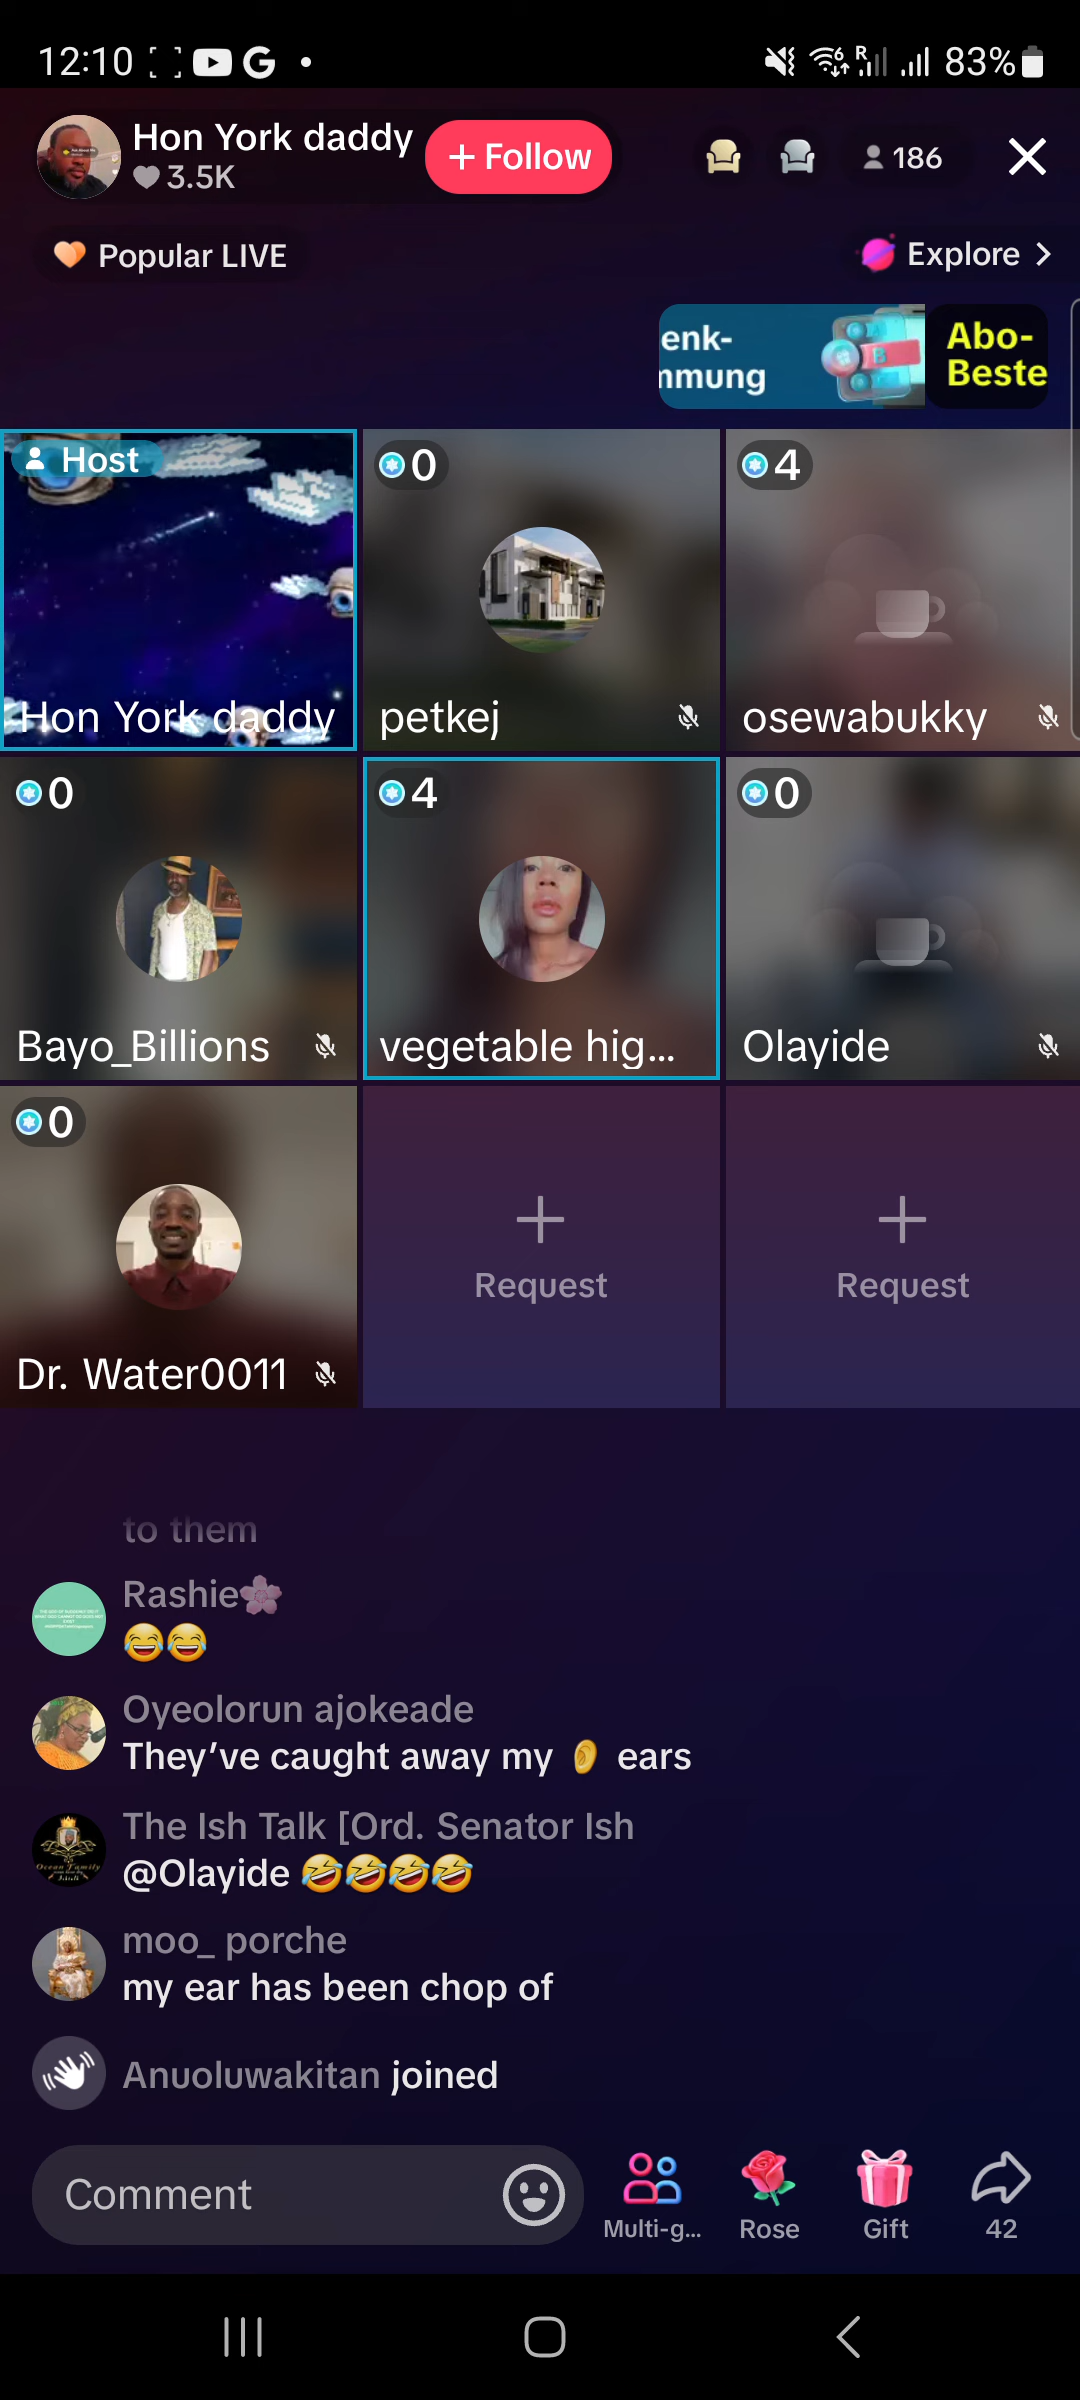 12:10
83%
Hon York daddy
3.5K
+ Follow
186
Popular LIVE
Explore >
enk-
mmung
Abo-
Beste
Host
Hon York daddy
0
petkej
4
osewabukky
0
Bayo_Billions
4
vegetable hig...
0
Olayide
0
Dr. Water0011
Request
Request
to them
Rashie🌸
😂😂
Oyeolorun ajokeade
They’ve caught away my 👂 ears
The Ish Talk [Ord. Senator Ish
@Olayide 🤣🤣🤣🤣
moo_ porche
my ear has been chop of
Anuoluwakitan joined
Comment
Multi-g...
Rose
Gift
42